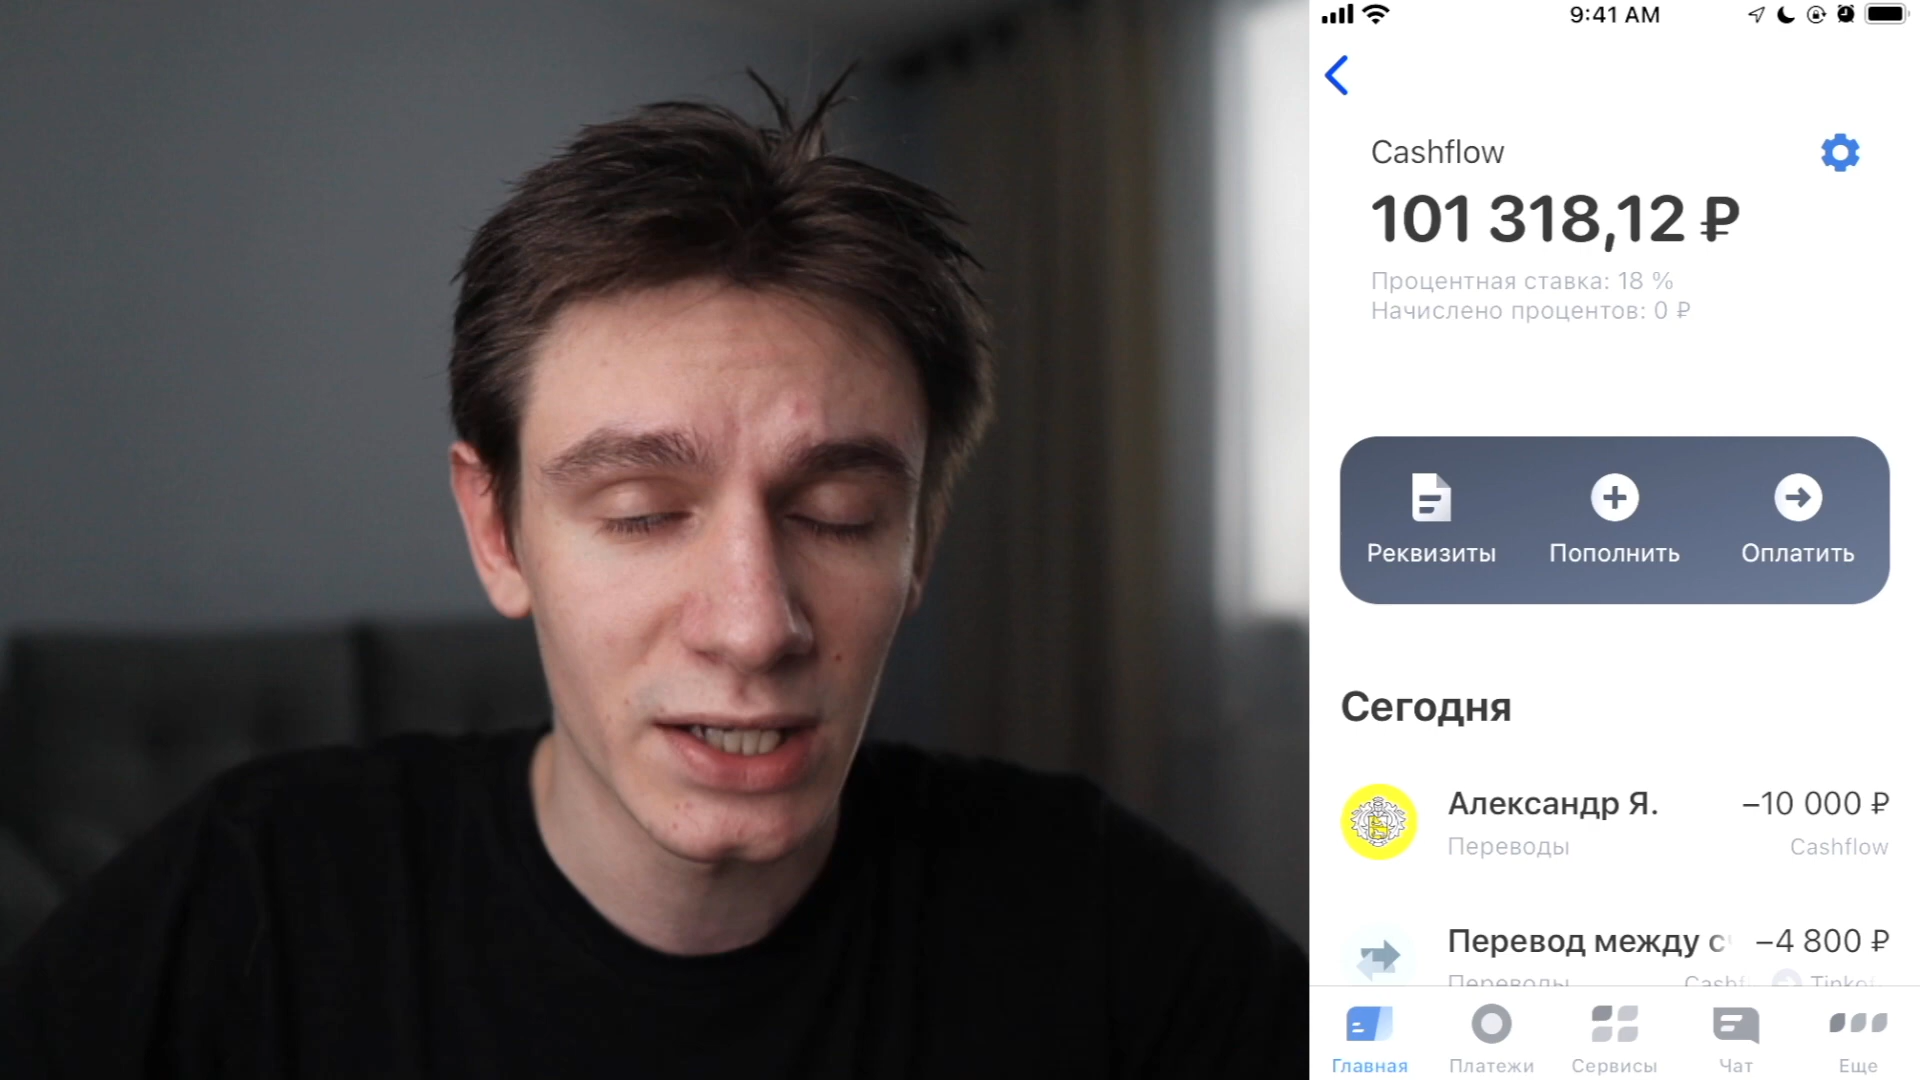 9:41 AM
Cashflow
101 318,12 ₽
Процентная ставка: 18 %
Начислено процентов: 0 ₽
Реквизиты Пополнить Оплатить
Сегодня
Александр Я. –10 000 ₽
Переводы Cashflow
Перевод между –4 800 ₽
Переводы
Главная Платежи Сервисы Чат Еще